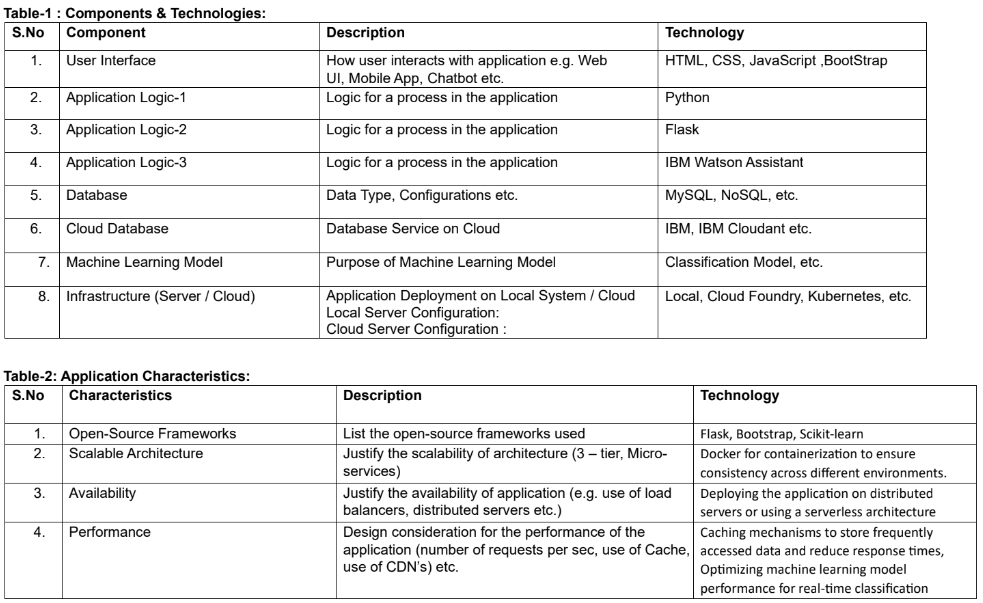 Table-1 : Components & Technologies:
S.No Component Description Technology
1. User Interface How user interacts with application e.g. Web HTML, CSS, JavaScript ,BootStrap
UI, Mobile App, Chatbot etc.
2. Application Logic-1 Logic for a process in the application Python
3. Application Logic-2 Logic for a process in the application Flask
4. Application Logic-3 Logic for a process in the application IBM Watson Assistant
5. Database Data Type, Configurations etc. MySQL, NoSQL, etc.
6. Cloud Database Database Service on Cloud IBM, IBM Cloudant etc.
7. Machine Learning Model Purpose of Machine Learning Model Classification Model, etc.
8. Infrastructure (Server / Cloud) Application Deployment on Local System / Cloud Local, Cloud Foundry, Kubernetes, etc.
Local Server Configuration:
Cloud Server Configuration :
Table-2: Application Characteristics:
S.No Characteristics Description Technology
1. Open-Source Frameworks List the open-source frameworks used Flask, Bootstrap, Scikit-learn
2. Scalable Architecture Justify the scalability of architecture (3 – tier, Micro- Docker for containerization to ensure
services) consistency across different environments.
3. Availability Justify the availability of application (e.g. use of load Deploying the application on distributed
balancers, distributed servers etc.) servers or using a serverless architecture
4. Performance Design consideration for the performance of the Caching mechanisms to store frequently
application (number of requests per sec, use of Cache, accessed data and reduce response times,
use of CDN's) etc. Optimizing machine learning model
performance for real-time classification